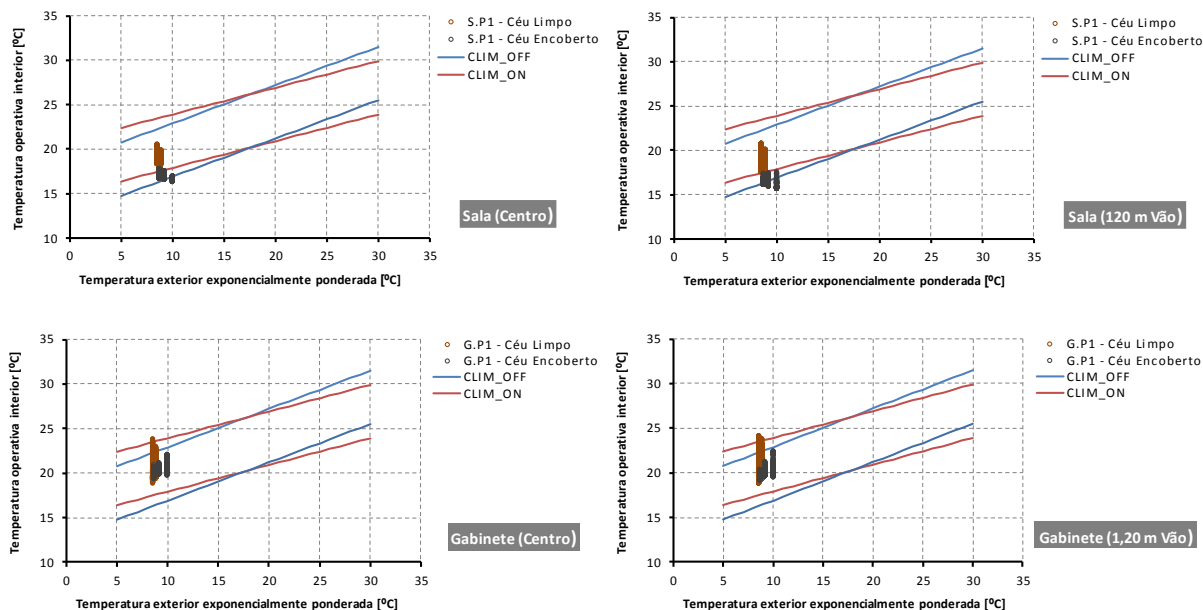 Temperatura operativa interior [ºC]
35
30
25
20
15
10
0 5 10 15 20 25 30 35
Temperatura exterior exponencialmente ponderada [ºC]
S.P1 - Céu Limpo
S.P1 - Céu Encoberto
CLIM_OFF
CLIM_ON
Sala (Centro)
Temperatura operativa interior [ºC]
35
30
25
20
15
10
0 5 10 15 20 25 30 35
Temperatura exterior exponencialmente ponderada [ºC]
S.P1 - Céu Limpo
S.P1 - Céu Encoberto
CLIM_OFF
CLIM_ON
Sala (120 m Vão)
Temperatura operativa interior [ºC]
35
30
25
20
15
10
0 5 10 15 20 25 30 35
Temperatura exterior exponencialmente ponderada [ºC]
G.P1 - Céu Limpo
G.P1 - Céu Encoberto
CLIM_OFF
CLIM_ON
Gabinete (Centro)
Temperatura operativa interior [ºC]
35
30
25
20
15
10
0 5 10 15 20 25 30 35
Temperatura exterior exponencialmente ponderada [ºC]
G.P1 - Céu Limpo
G.P1 - Céu Encoberto
CLIM_OFF
CLIM_ON
Gabinete (1,20 m Vão)